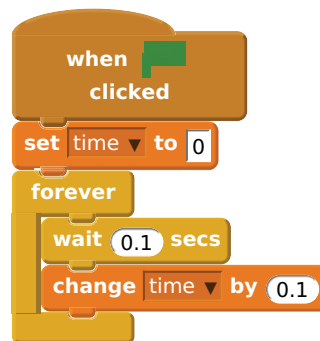 when
clicked
set time ▼ to 0
forever
wait 0.1 secs
change time ▼ by 0.1